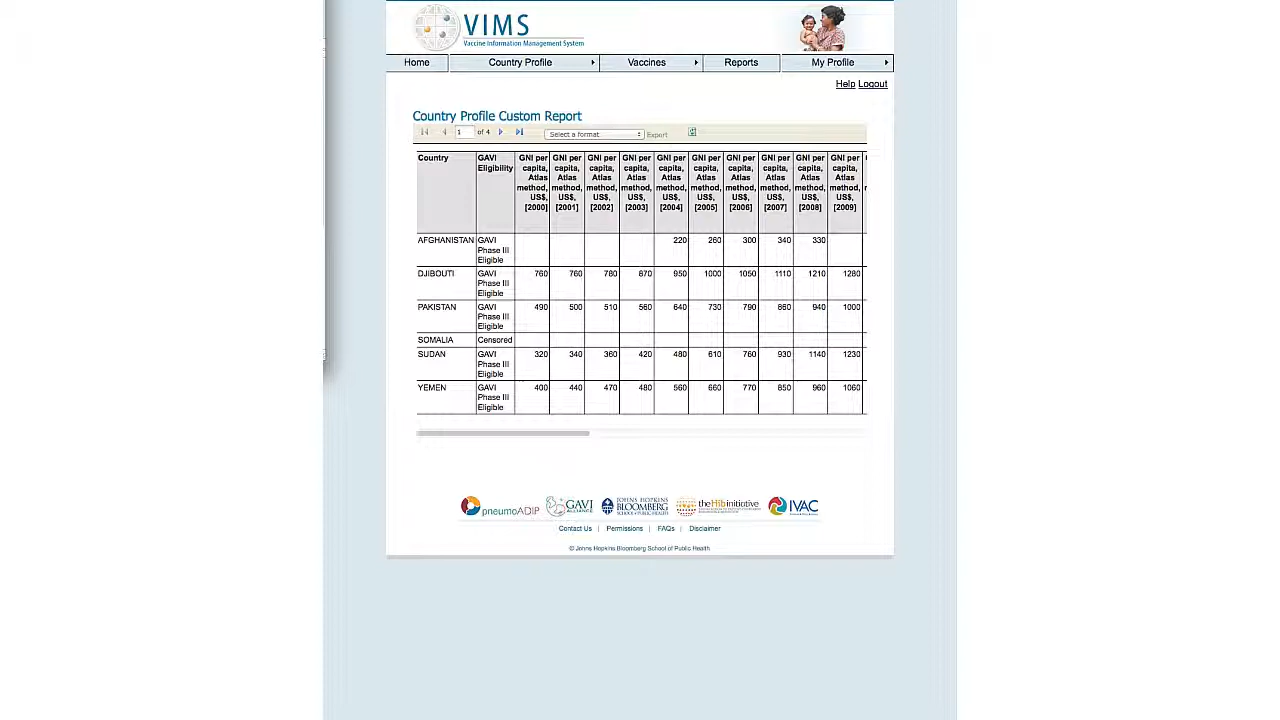 VIMS
Vaccine Information Management System
Home Country Profile Vaccines Reports My Profile
Help Logout
Country Profile Custom Report
1 of 4 Select a format Export
Country GAVI Eligibility GNI per capita, Atlas method, US$, [2000] GNI per capita, Atlas method, US$, [2001] GNI per capita, Atlas method, US$, [2002] GNI per capita, Atlas method, US$, [2003] GNI per capita, Atlas method, US$, [2004] GNI per capita, Atlas method, US$, [2005] GNI per capita, Atlas method, US$, [2006] GNI per capita, Atlas method, US$, [2007] GNI per capita, Atlas method, US$, [2008] GNI per capita, Atlas method, US$, [2009]
AFGHANISTAN GAVI Phase III Eligible 220 260 300 340 330
DJIBOUTI GAVI Phase III Eligible 760 760 780 870 950 1000 1050 1110 1210 1280
PAKISTAN GAVI Phase III Eligible 490 500 510 560 640 730 790 860 940 1000
SOMALIA Censored
SUDAN GAVI Phase III Eligible 320 340 360 420 480 610 760 930 1140 1230
YEMEN GAVI Phase III Eligible 400 440 470 480 560 660 770 850 960 1060
pneumoADIP GAVI ALLIANCE JOHNS HOPKINS BLOOMBERG SCHOOL of PUBLIC HEALTH theHibinitiative IVAC
Contact Us | Permissions | FAQs | Disclaimer
© Johns Hopkins Bloomberg School of Public Health